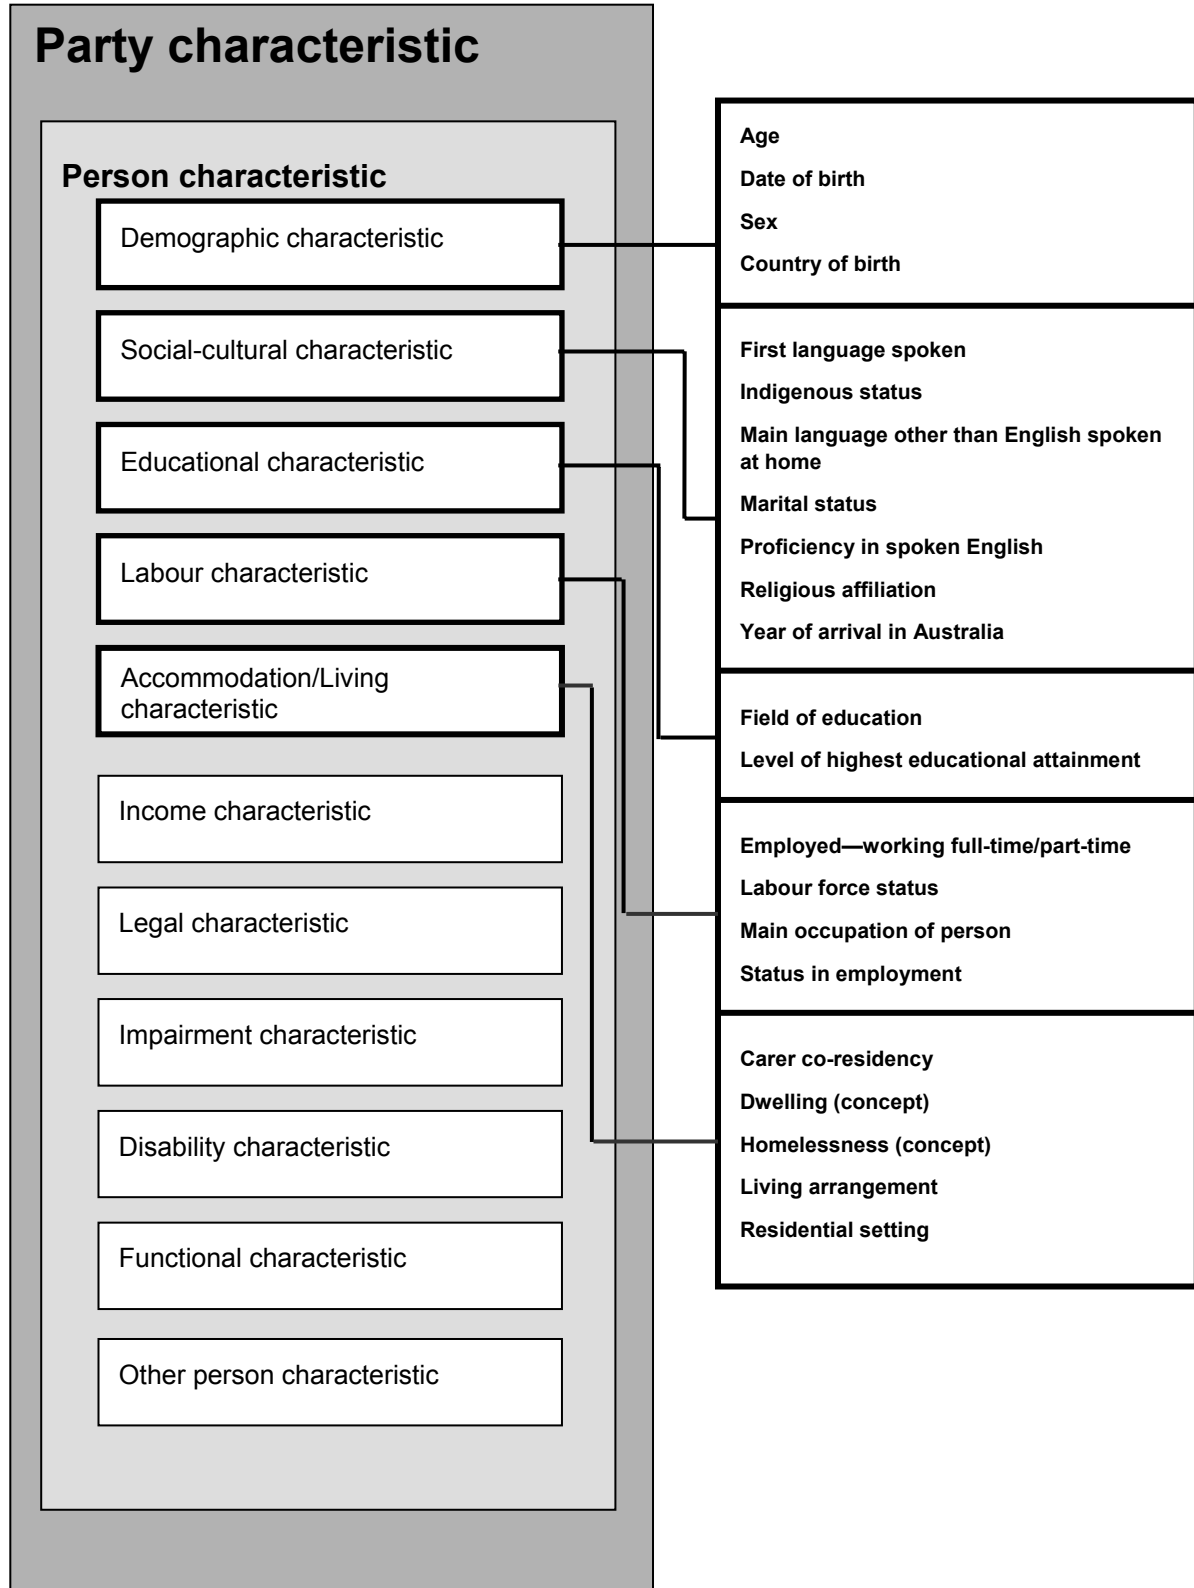 Party characteristic
Person characteristic
Demographic characteristic
Social-cultural characteristic
Educational characteristic
Labour characteristic
Accommodation/Living
characteristic
Income characteristic
Legal characteristic
Impairment characteristic
Disability characteristic
Functional characteristic
Other person characteristic
Age
Date of birth
Sex
Country of birth
First language spoken
Indigenous status
Main language other than English spoken
at home
Marital status
Proficiency in spoken English
Religious affiliation
Year of arrival in Australia
Field of education
Level of highest educational attainment
Employed—working full-time/part-time
Labour force status
Main occupation of person
Status in employment
Carer co-residency
Dwelling (concept)
Homelessness (concept)
Living arrangement
Residential setting